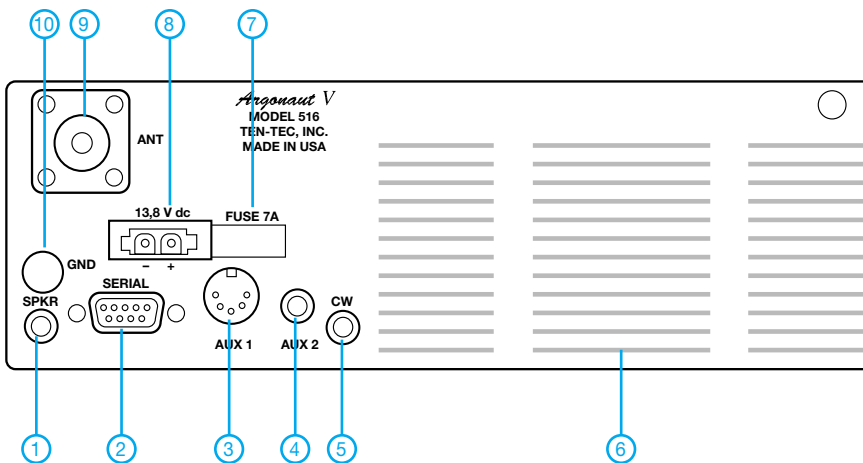 10
9
8
7
Argonaut V
MODEL 516
TEN-TEC, INC.
MADE IN USA
ANT
13,8 V dc
FUSE 7A
− +
GND
SERIAL
SPKR
CW
AUX 1
AUX 2
1
2
3
4
5
6